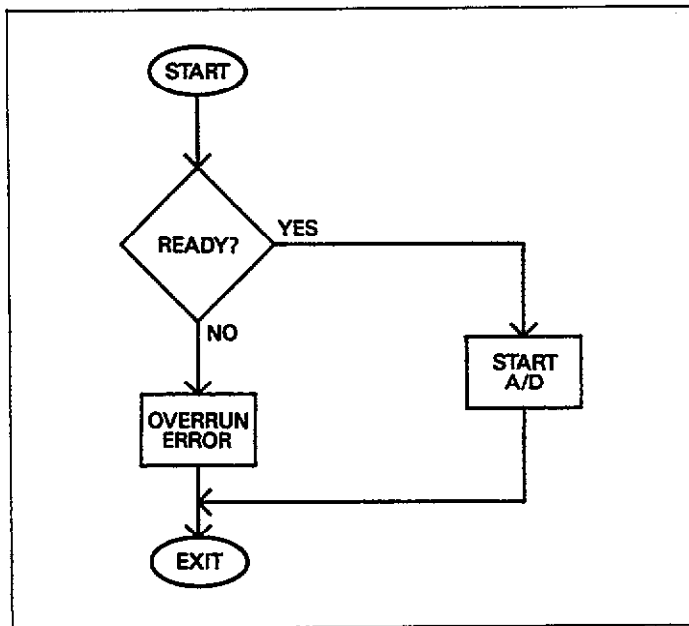 START
READY?
YES
NO
START
A/D
OVERRUN
ERROR
EXIT